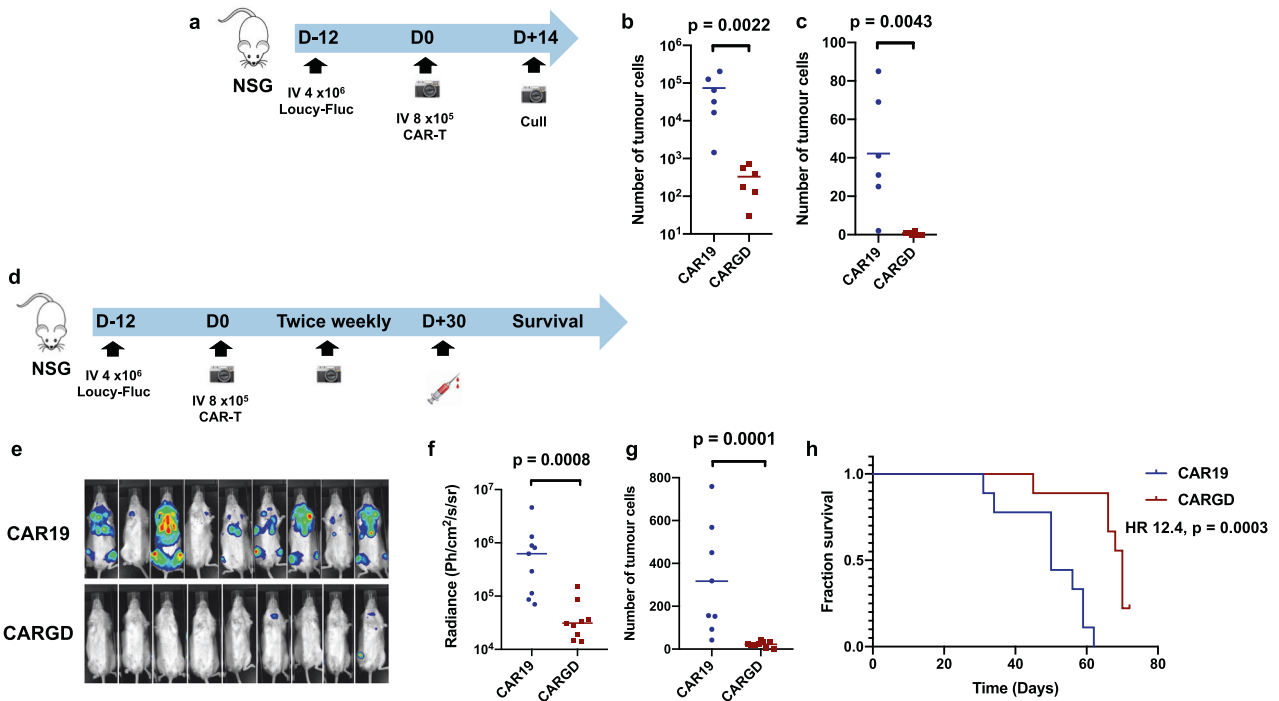 a
D-12 D0 D+14
NSG
IV 4 x10⁶
Loucy-Fluc
IV 8 x10⁵
CAR-T
Cull
b
p = 0.0022
Number of tumour cells
10⁶
10⁵
10⁴
10³
10²
10¹
CAR19
CARGD
c
p = 0.0043
Number of tumour cells
100
80
60
40
20
0
CAR19
CARGD
d
D-12 D0 Twice weekly D+30 Survival
NSG
IV 4 x10⁶
Loucy-Fluc
IV 8 x10⁵
CAR-T
e
CAR19
CARGD
f
p = 0.0008
Radiance (Ph/cm²/s/sr)
10⁷
10⁶
10⁵
10⁴
CAR19
CARGD
g
p = 0.0001
Number of tumour cells
800
600
400
200
0
CAR19
CARGD
h
Fraction survival
1.0
0.5
0.0
0 20 40 60 80
Time (Days)
CAR19
CARGD
HR 12.4, p = 0.0003